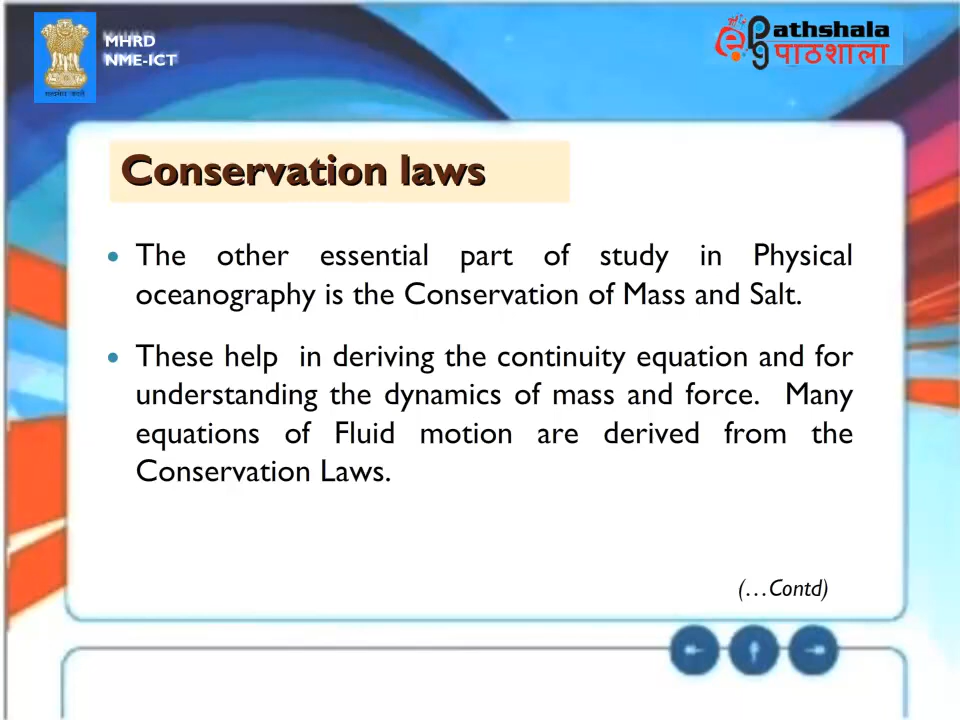 MHRD
NME-ICT
ePG Pathshala
पाठशाला
Conservation laws
• The other essential part of study in Physical
oceanography is the Conservation of Mass and Salt.
• These help in deriving the continuity equation and for
understanding the dynamics of mass and force. Many
equations of Fluid motion are derived from the
Conservation Laws.
(…Contd)